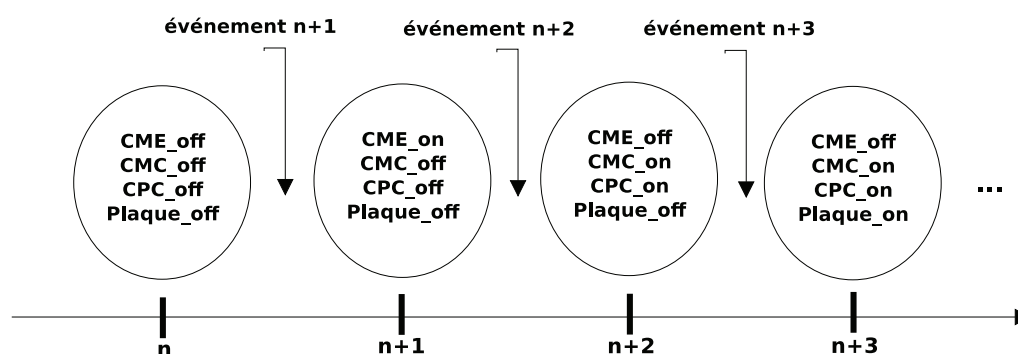 événement n+1
événement n+2
événement n+3
CME_off
CMC_off
CPC_off
Plaque_off
CME_on
CMC_off
CPC_off
Plaque_off
CME_off
CMC_on
CPC_on
Plaque_off
CME_off
CMC_on
CPC_on
Plaque_on
...
n
n+1
n+2
n+3